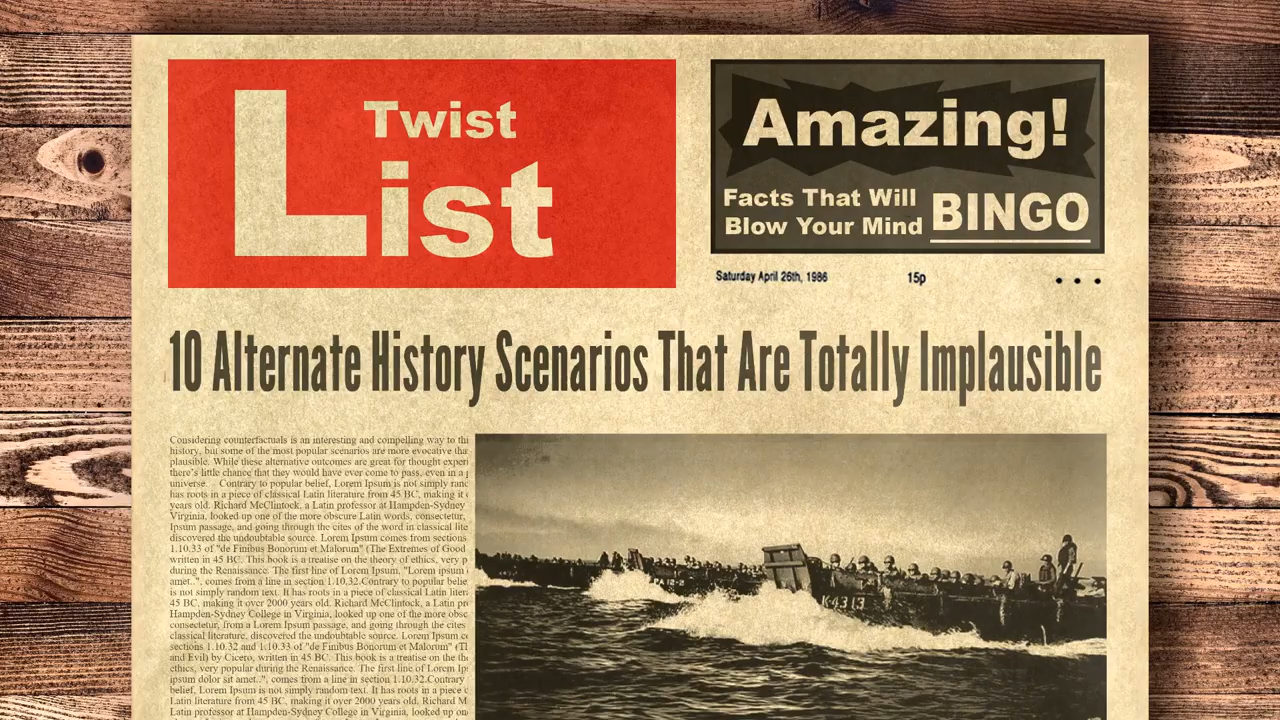 Twist
List
Amazing!
Facts That Will
Blow Your Mind
BINGO
Saturday April 26th, 1986
15p
10 Alternate History Scenarios That Are Totally Implausible
Considering counterfactuals is an interesting and compelling way to
history, but some of the most popular scenarios are more evocative
plausible. While these alternative outcomes are great for thought
there's little chance that they would have ever come to pass, even in a
universe. Contrary to popular belief, Lorem Ipsum is not simply
has roots in a piece of classical Latin literature from 45 BC, making it
years old. Richard McClintock, a Latin professor at Hampden-Sydney
Virginia, looked up one of the more obscure Latin words, consectetur,
Ipsum passage, and going through the cites of the word in classical
discovered the undoubtable source. Lorem Ipsum comes from sections
1.10.33 of "de Finibus Bonorum et Malorum" (The Extremes of Good
written in 45 BC. This book is a treatise on the theory of ethics, very
during the Renaissance. The first line of Lorem Ipsum, "Lorem ipsum
amet..", comes from a line in section 1.10.32.Contrary to popular
is not simply random text. It has roots in a piece of classical Latin
45 BC, making it over 2000 years old. Richard McClintock, a Latin
Hampden-Sydney College in Virginia, looked up one of the more
consectetur, from a Lorem Ipsum passage, and going through the cites
classical literature, discovered the undoubtable source. Lorem Ipsum
sections 1.10.32 and 1.10.33 of "de Finibus Bonorum et Malorum"
and Evil) by Cicero, written in 45 BC. This book is a treatise on the
ethics, very popular during the Renaissance. The first line of Lorem
ipsum dolor sit amet..", comes from a line in section 1.10.32.Contrary
belief, Lorem Ipsum is not simply random text. It has roots in a piece
Latin literature from 45 BC, making it over 2000 years old. Richard
Latin professor at Hampden-Sydney College in Virginia, looked up
PA 12-2
K4313